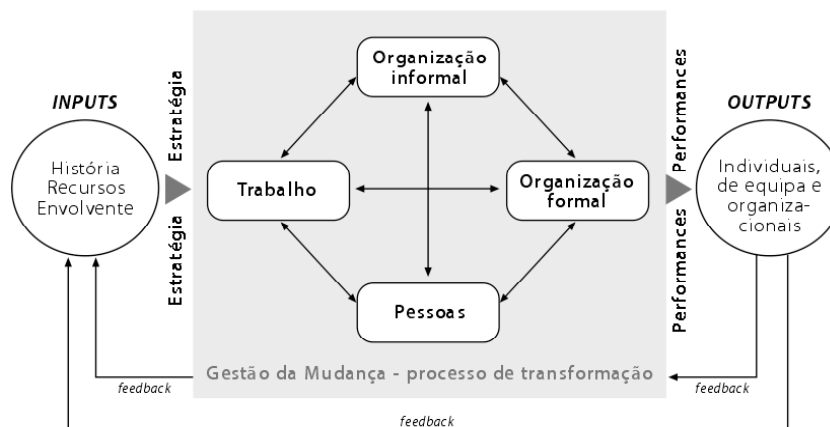 INPUTS
História
Recursos
Envolvente
Estratégia
Estratégia
Organização
informal
Trabalho
Organização
formal
Pessoas
Gestão da Mudança - processo de transformação
Performances
Performances
OUTPUTS
Individuais,
de equipa e
organiza-
cionais
feedback
feedback
feedback